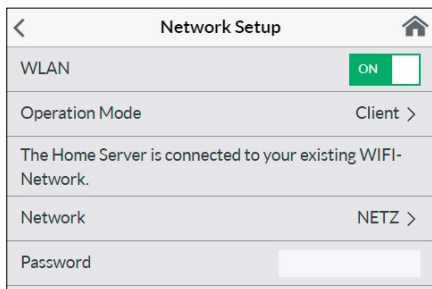 Network Setup
WLAN ON
Operation Mode Client
The Home Server is connected to your existing WIFI-
Network.
Network NETZ
Password